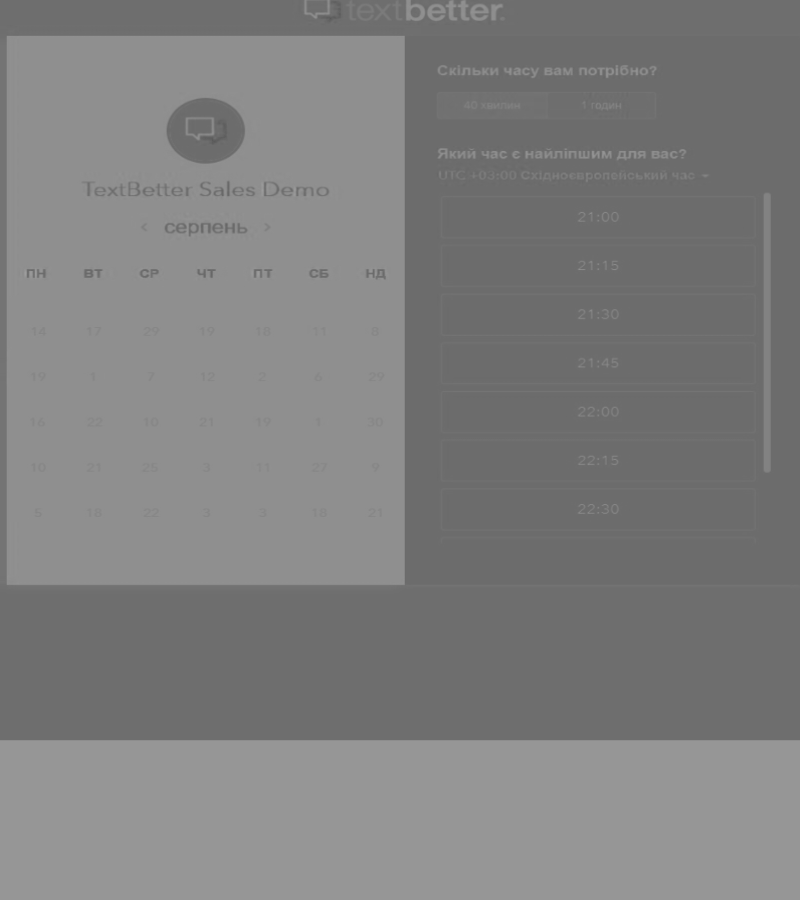 textbetter.
TextBetter Sales Demo
‹ серпень ›
ПН ВТ СР ЧТ ПТ СБ НД
14 17 29 19 18 11 8
19 1 7 12 2 6 29
16 22 10 21 19 1 30
10 21 25 3 11 27 9
5 18 22 3 3 18 21
Скільки часу вам потрібно?
40 хвилин 1 годин
Який час є найліпшим для вас?
UTC +03:00 Східноєвропейський час
21:00
21:15
21:30
21:45
22:00
22:15
22:30